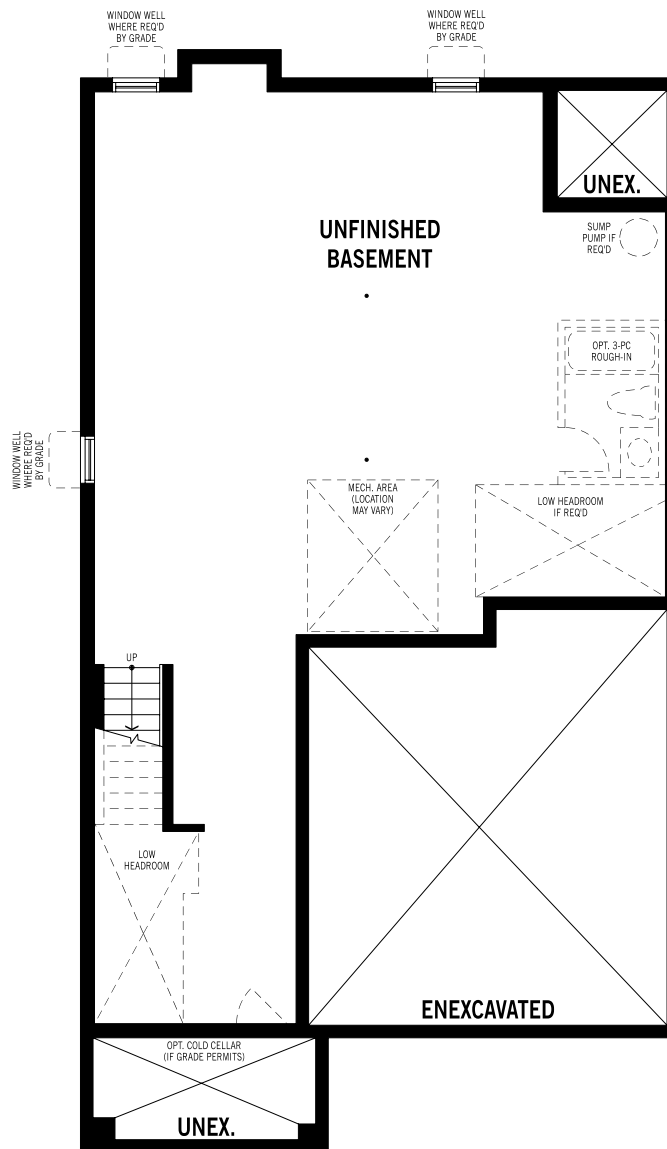 WINDOW WELL
WHERE REQ'D
BY GRADE
WINDOW WELL
WHERE REQ'D
BY GRADE
UNEX.
UNFINISHED
BASEMENT
SUMP
PUMP IF
REQ'D
OPT. 3-PC
ROUGH-IN
WINDOW WELL
WHERE REQ'D
BY GRADE
MECH. AREA
(LOCATION
MAY VARY)
LOW HEADROOM
IF REQ'D
UP
LOW
HEADROOM
ENEXCAVATED
OPT. COLD CELLAR
(IF GRADE PERMITS)
UNEX.